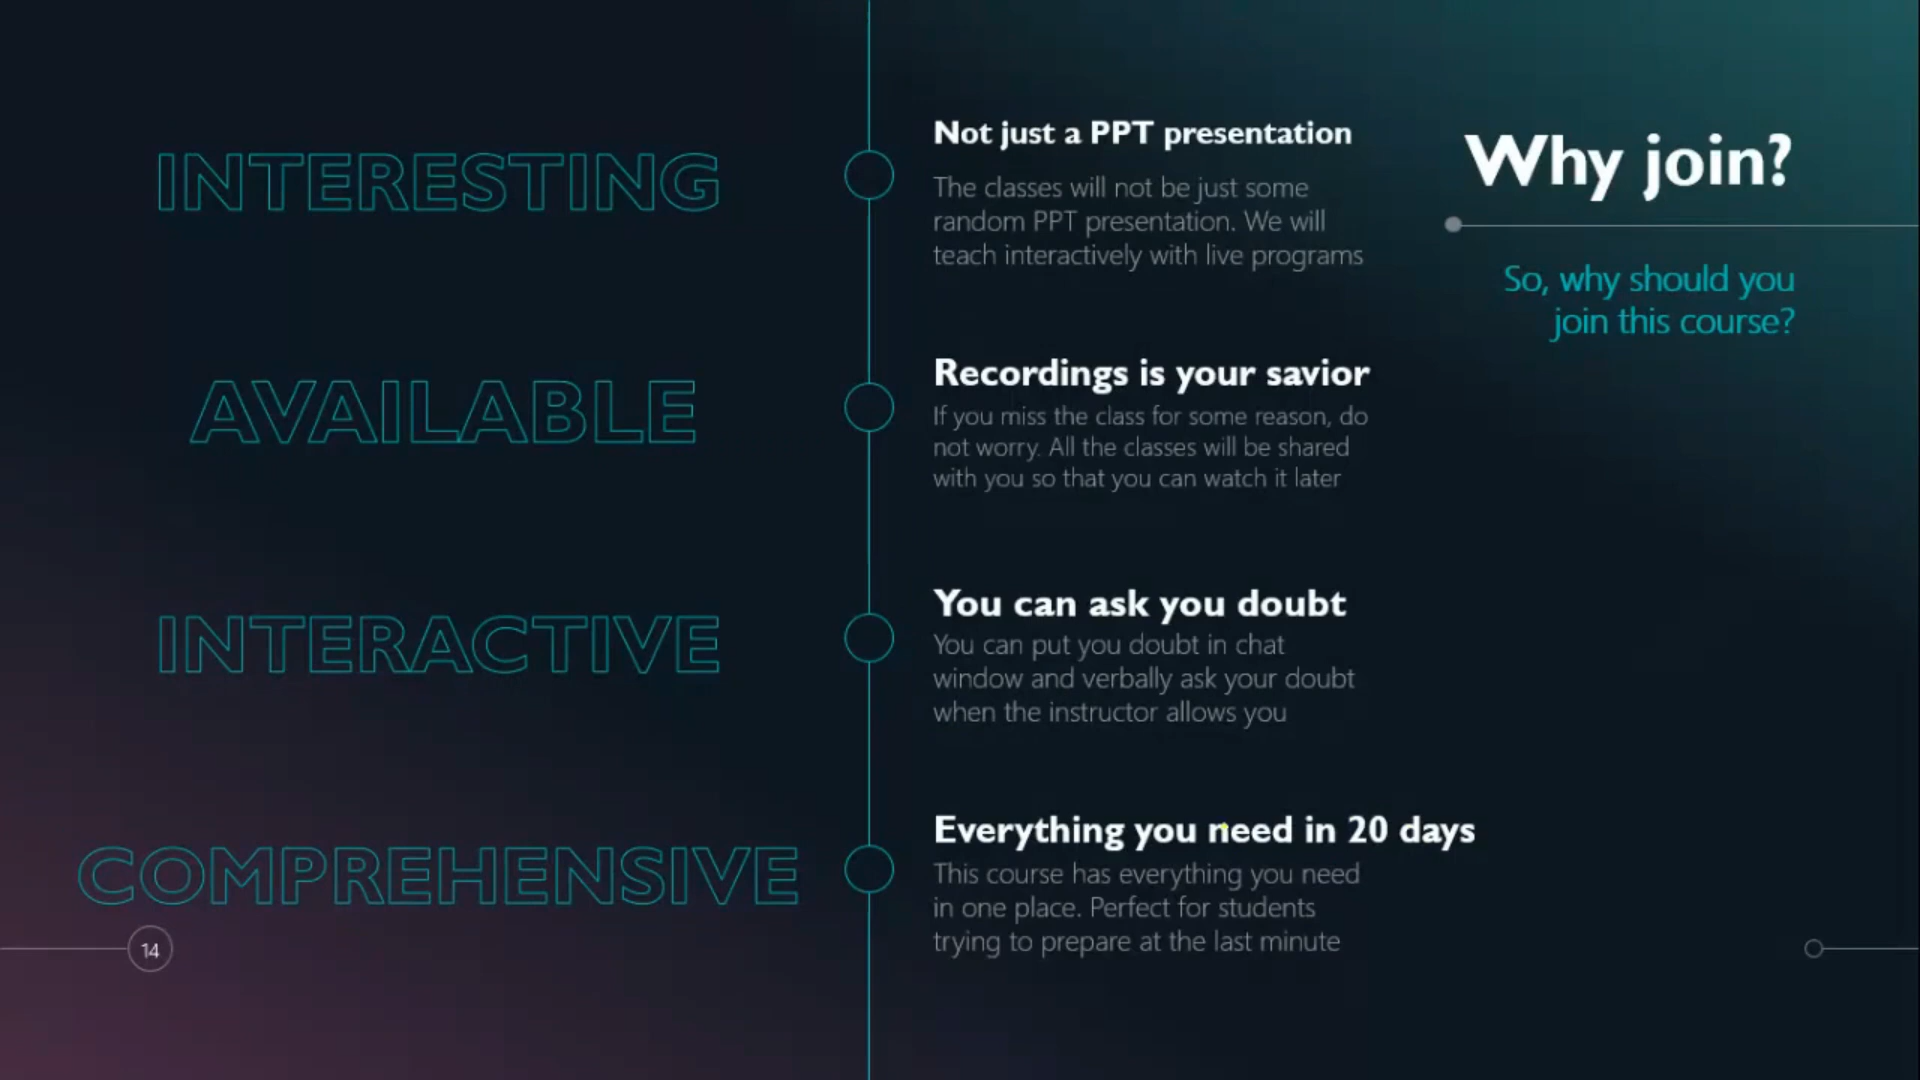 Why join?
So, why should you
join this course?
INTERESTING
Not just a PPT presentation
The classes will not be just some
random PPT presentation. We will
teach interactively with live programs
AVAILABLE
Recordings is your savior
If you miss the class for some reason, do
not worry. All the classes will be shared
with you so that you can watch it later
INTERACTIVE
You can ask you doubt
You can put you doubt in chat
window and verbally ask your doubt
when the instructor allows you
COMPREHENSIVE
Everything you need in 20 days
This course has everything you need
in one place. Perfect for students
trying to prepare at the last minute
14